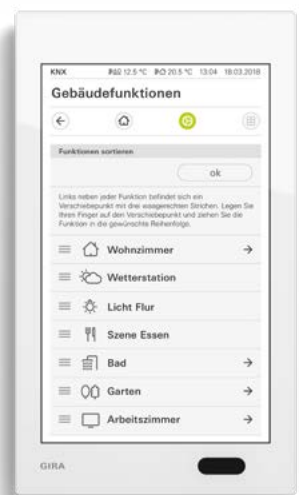 KNX 12.5 °C 20.5 °C 13:04 18.03.2018
Gebäudefunktionen
Funktionen sortieren
ok
Links neben jeder Funktion befindet sich ein
Verschiebepunkt mit drei waagerechten Strichen. Legen Sie
Ihren Finger auf den Verschiebepunkt und ziehen Sie die
Funktion in die gewünschte Reihenfolge.
Wohnzimmer
Wetterstation
Licht Flur
Szene Essen
Bad
Garten
Arbeitszimmer
GIRA